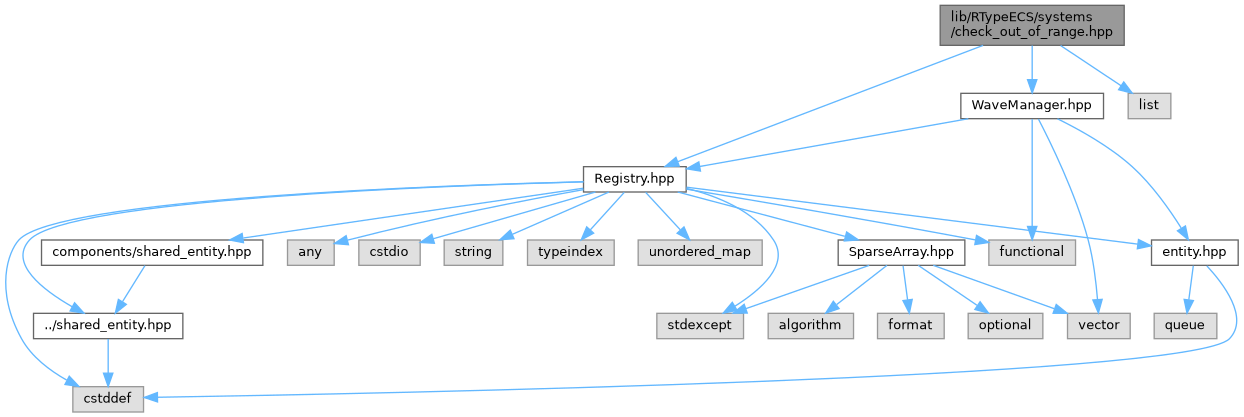 lib/RTypeECS/systems
/check_out_of_range.hpp
WaveManager.hpp
list
Registry.hpp
components/shared_entity.hpp
any
cstdio
string
typeindex
unordered_map
SparseArray.hpp
functional
entity.hpp
../shared_entity.hpp
stdexcept
algorithm
format
optional
vector
queue
cstddef